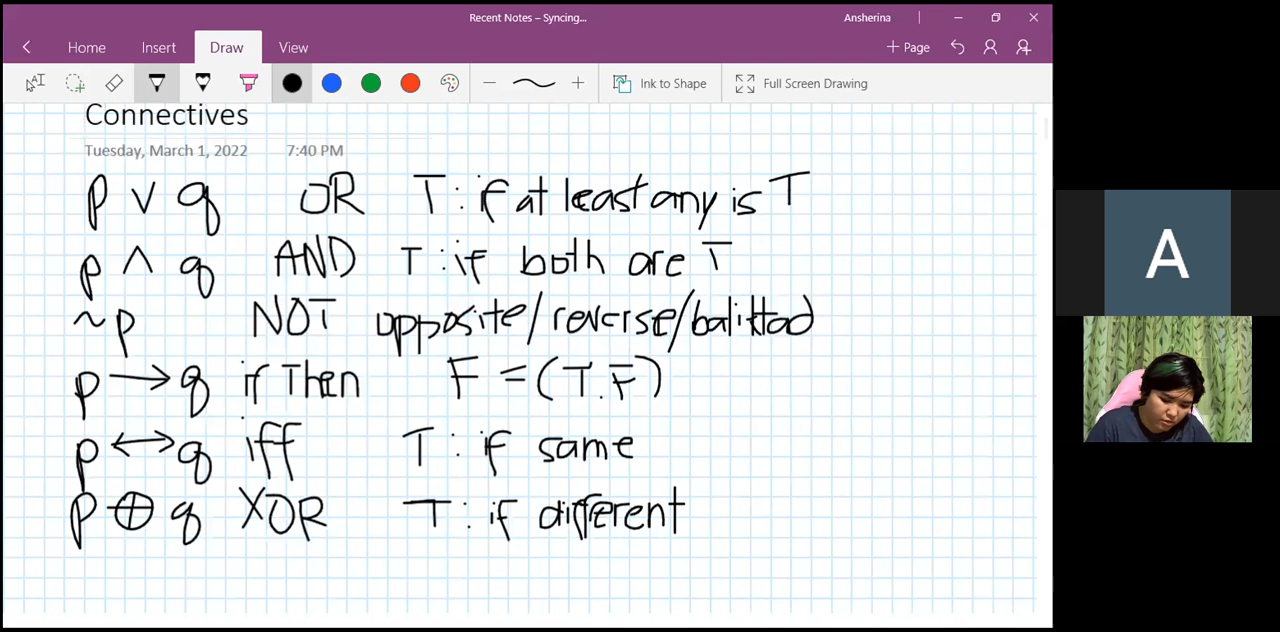 Recent Notes – Syncing...
Ansherina
Home Insert Draw View
Page
Ink to Shape
Full Screen Drawing
Connectives
Tuesday, March 1, 2022 7:40 PM
p ∨ q OR T : if at least any is T
p ∧ q AND T : if both are T
~p NOT opposite/reverse/baliktad
p → q if Then F = (T.F)
p ↔ q iff T : if same
p ⊕ q XOR T : if different
A